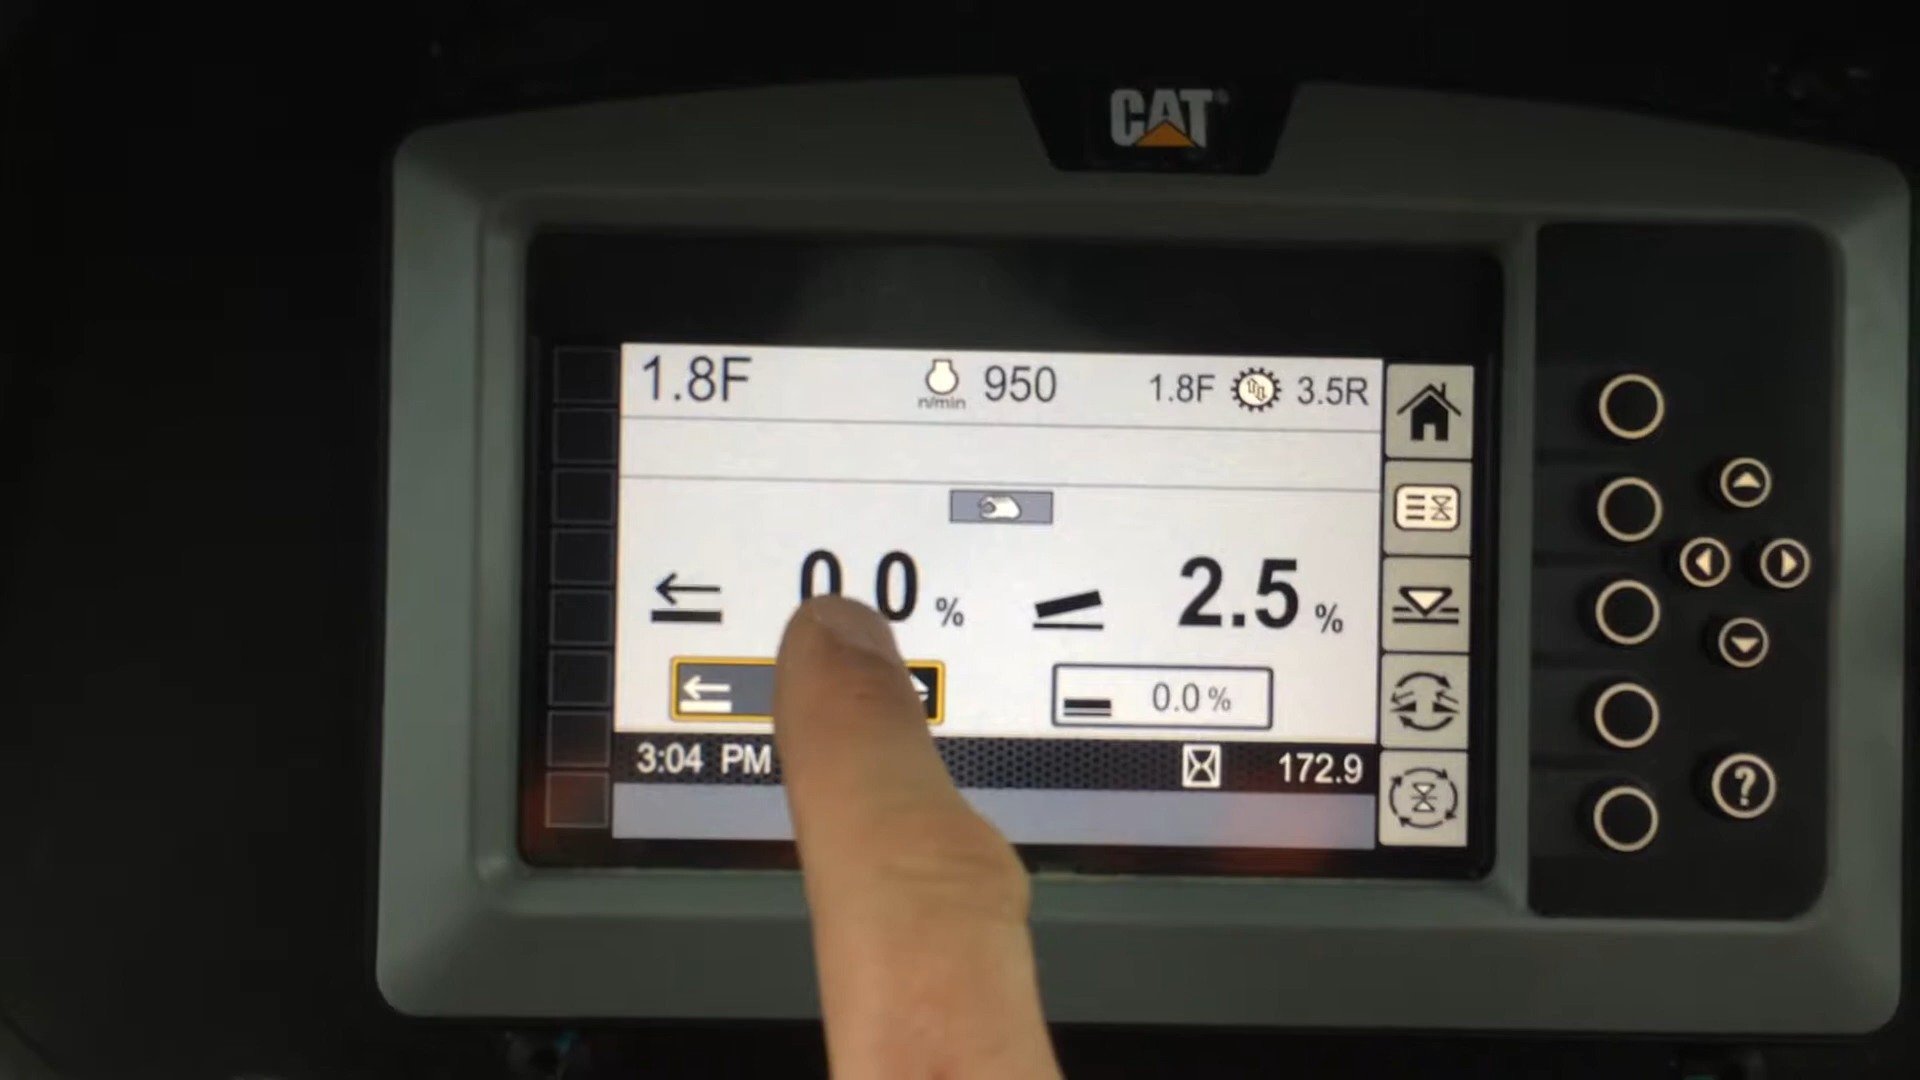 CAT
1.8F n/min 950 1.8F 3.5R
0.0 % 2.5 %
0.0 %
3:04 PM 172.9
?